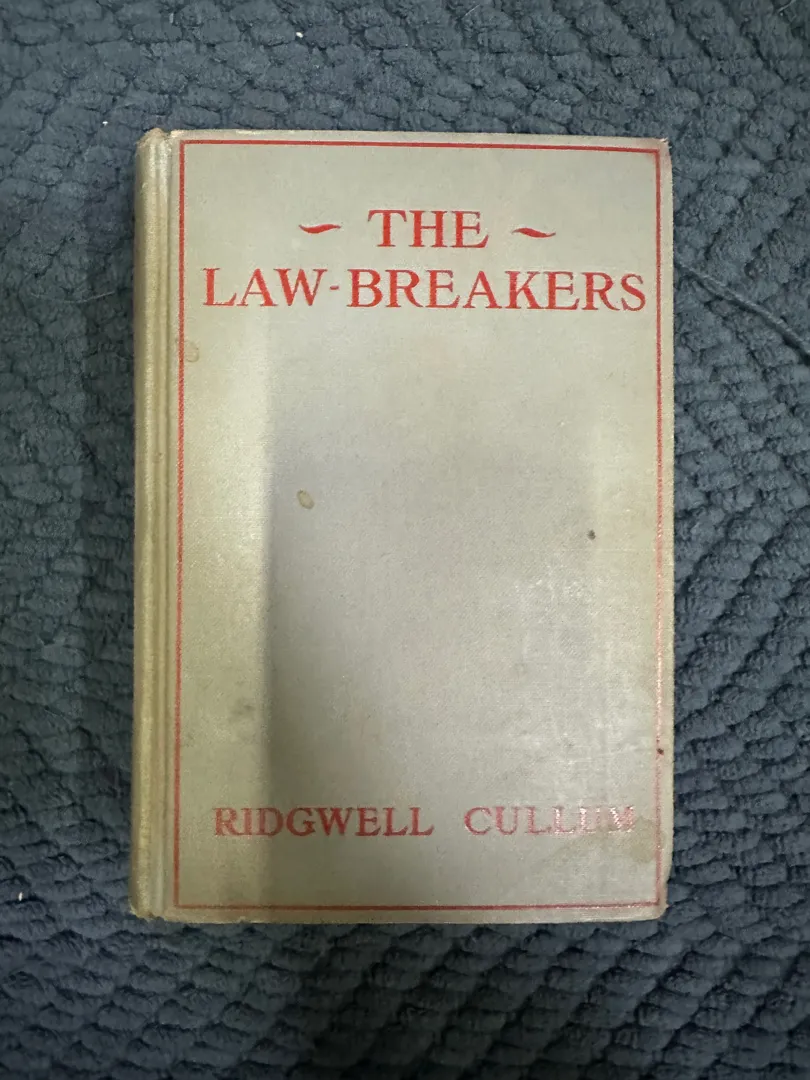 ~ THE ~
LAW-BREAKERS
RIDGWELL CULLUM